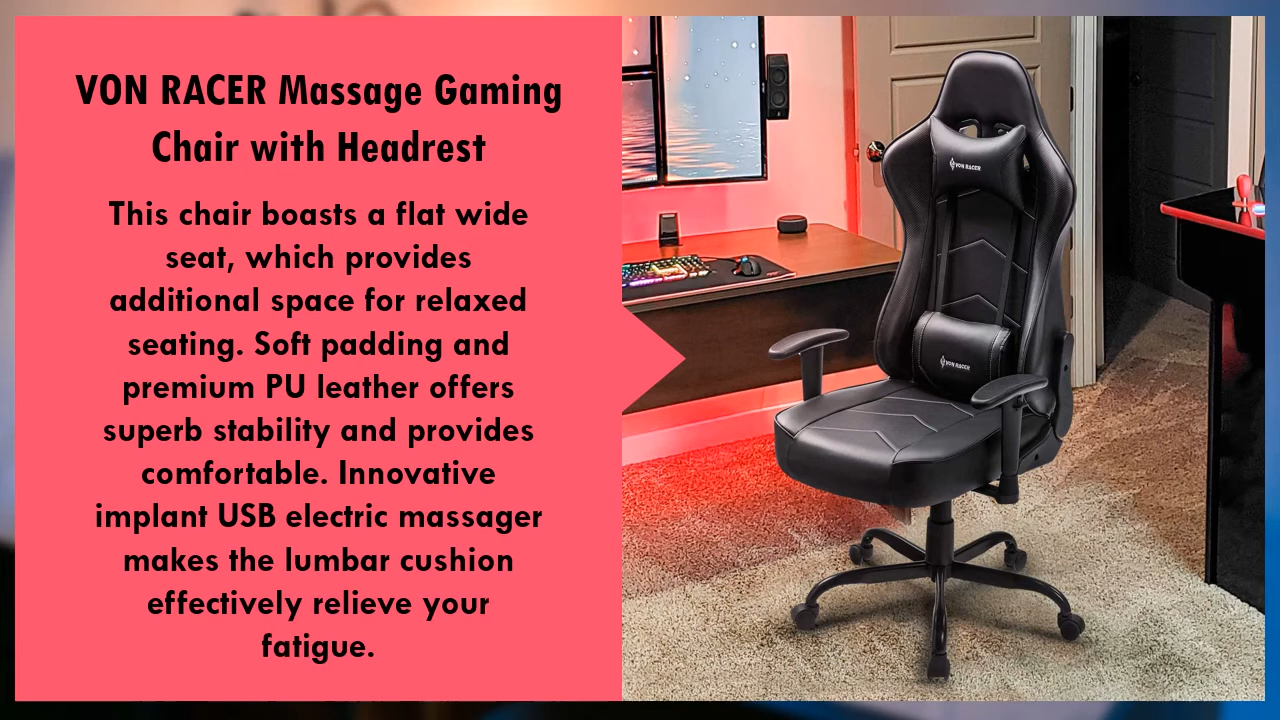 VON RACER Massage Gaming
Chair with Headrest
This chair boasts a flat wide
seat, which provides
additional space for relaxed
seating. Soft padding and
premium PU leather offers
superb stability and provides
comfortable. Innovative
implant USB electric massager
makes the lumbar cushion
effectively relieve your
fatigue.
VON RACER
VON RACER